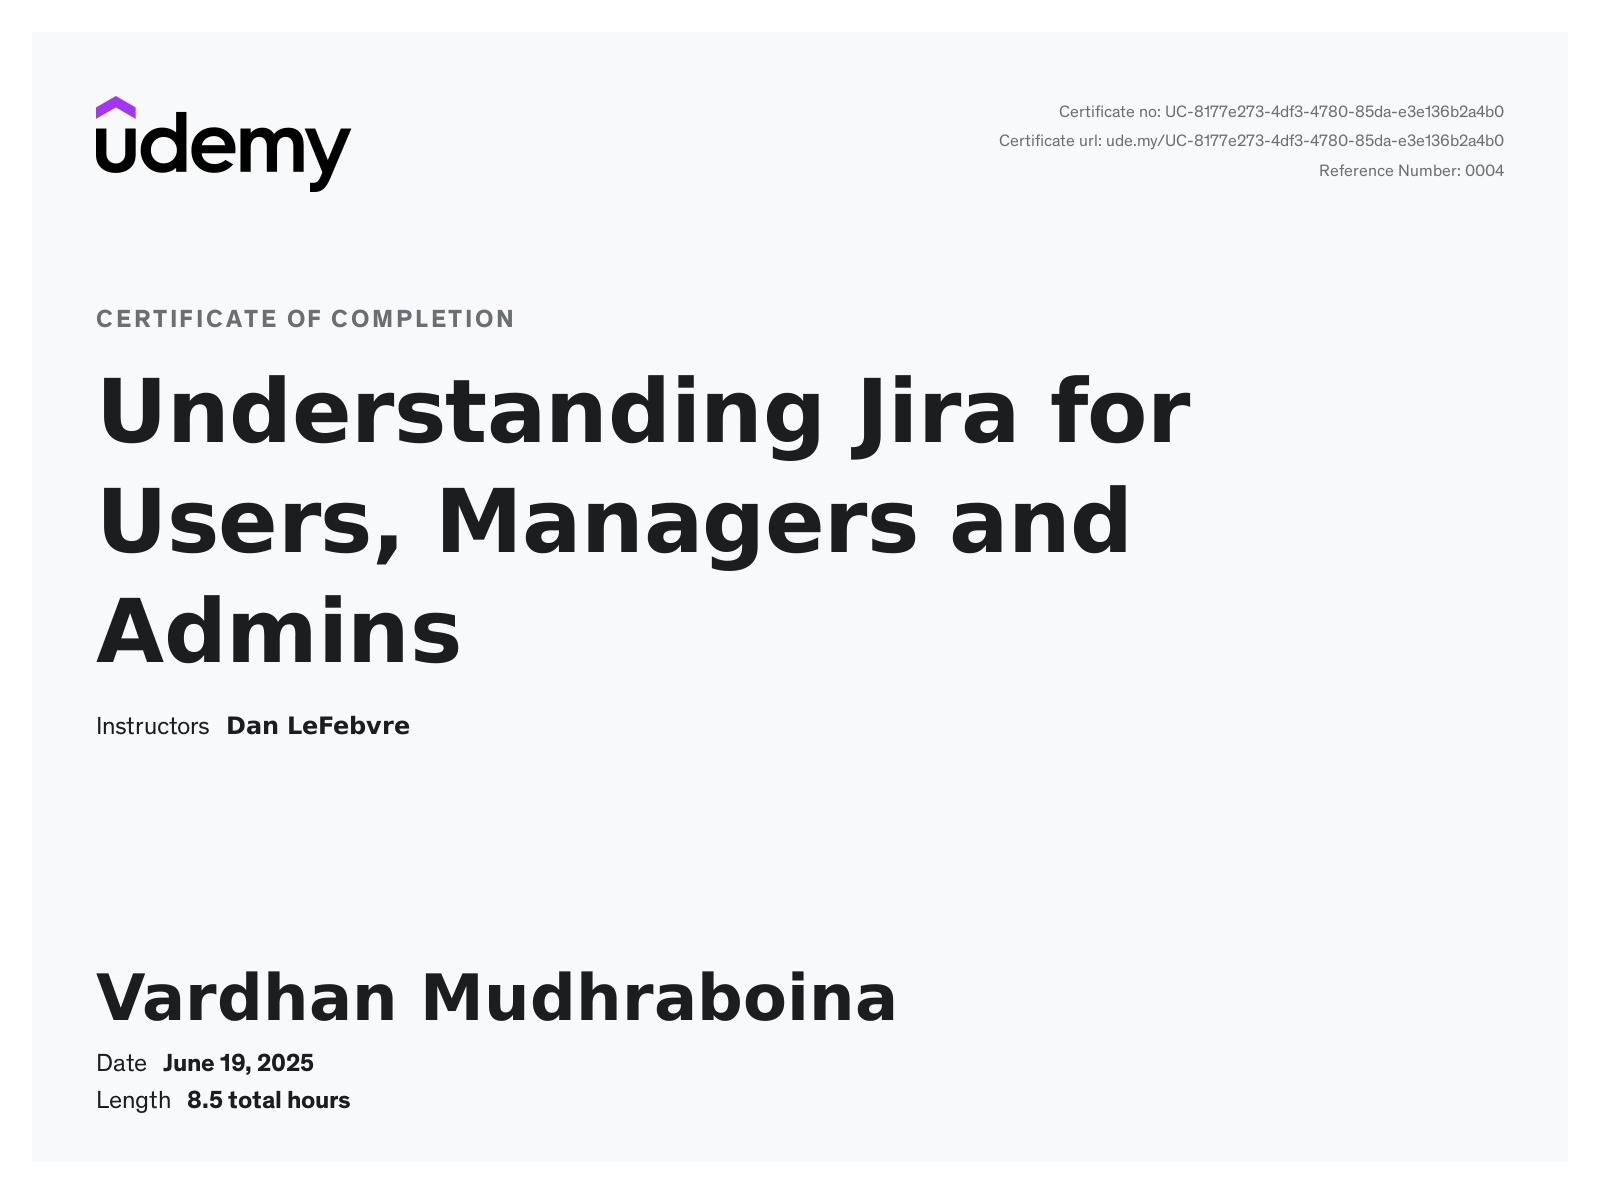 udemy
Certificate no: UC-8177e273-4df3-4780-85da-e3e136b2a4b0
Certificate url: ude.my/UC-8177e273-4df3-4780-85da-e3e136b2a4b0
Reference Number: 0004
CERTIFICATE OF COMPLETION
Understanding Jira for
Users, Managers and
Admins
Instructors Dan LeFebvre
Vardhan Mudhraboina
Date June 19, 2025
Length 8.5 total hours